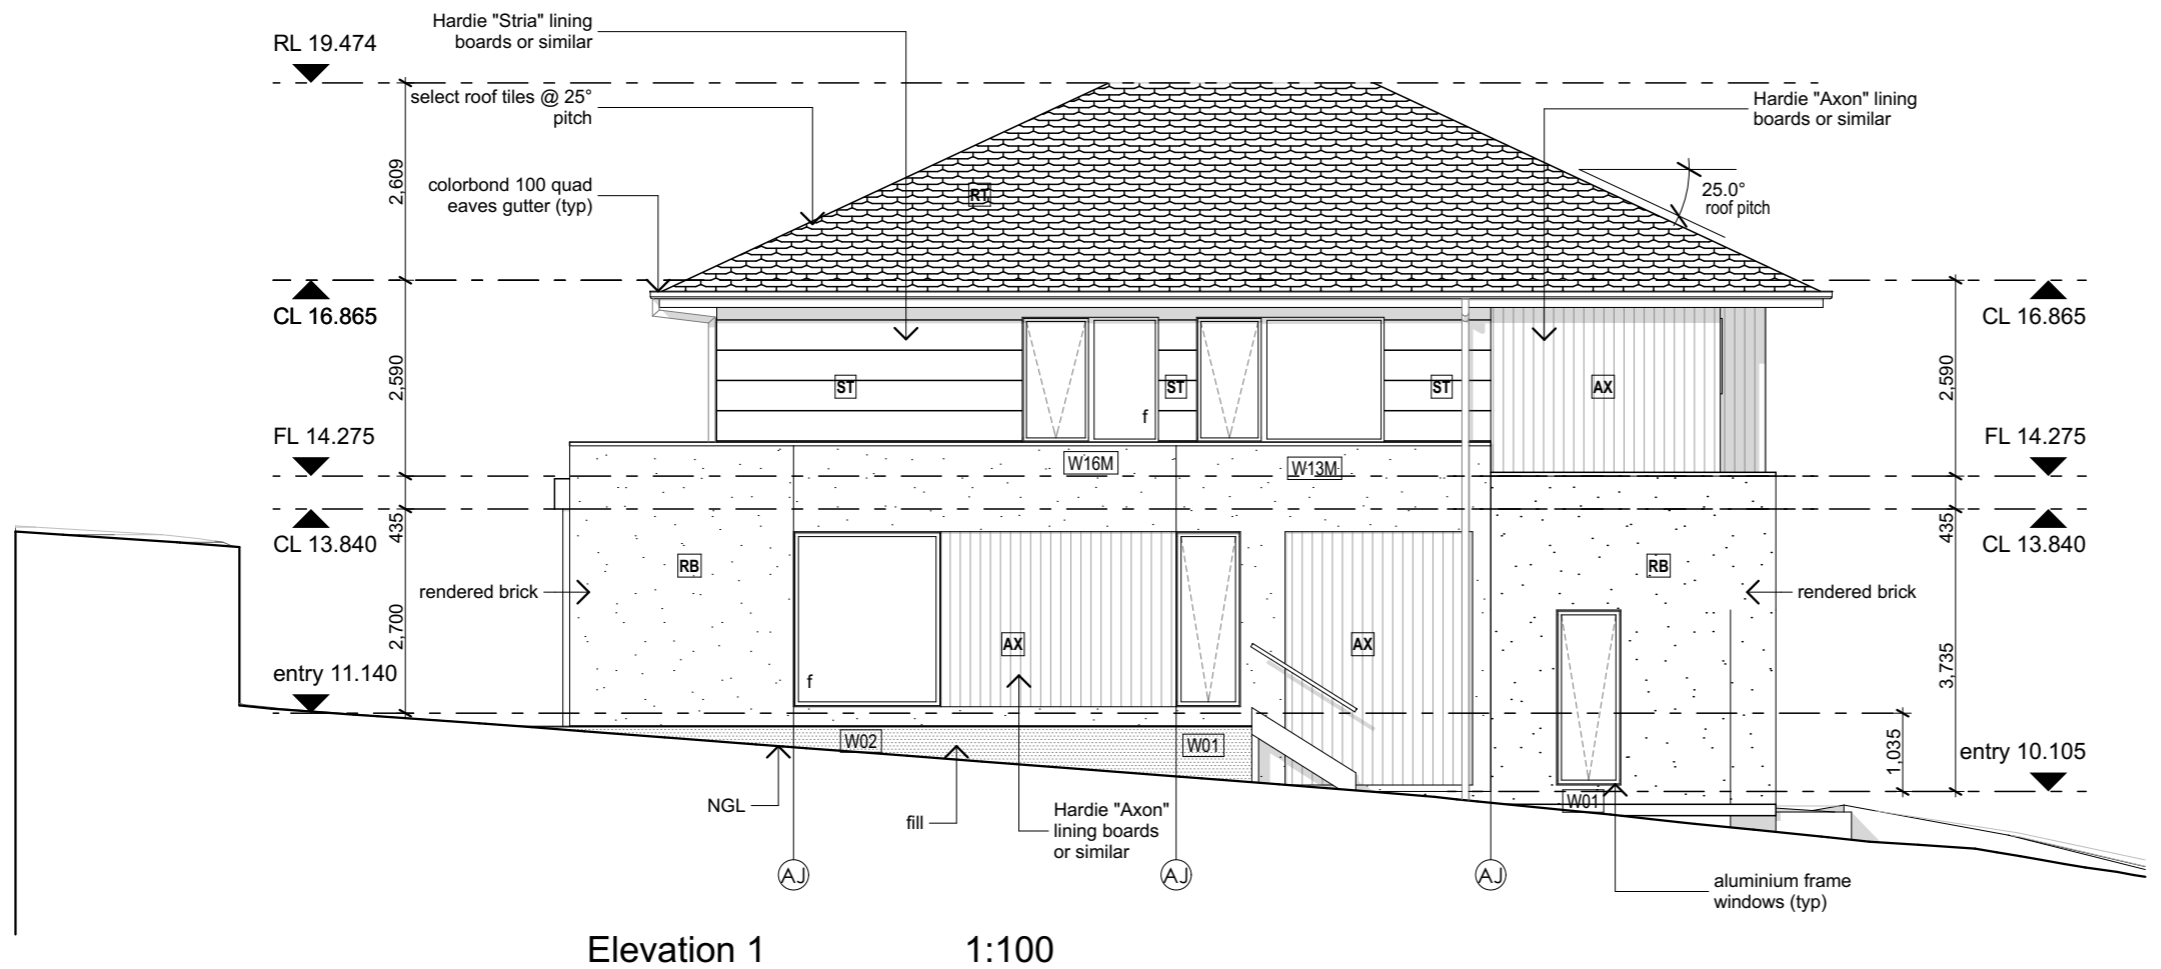 Hardie "Stria" lining
boards or similar
RL 19.474
select roof tiles @ 25°
pitch
Hardie "Axon" lining
boards or similar
2,609
colorbond 100 quad
eaves gutter (typ)
RT
25.0°
roof pitch
CL 16.865
CL 16.865
2,590
ST
ST
ST
AX
2,590
f
FL 14.275
FL 14.275
W16M
W13M
435
435
CL 13.840
CL 13.840
RB
RB
rendered brick
rendered brick
2,700
AX
AX
3,735
entry 11.140
f
W02
W01
1,035
entry 10.105
NGL
fill
Hardie "Axon"
lining boards
or similar
W01
AJ
AJ
AJ
aluminium frame
windows (typ)
Elevation 1
1:100